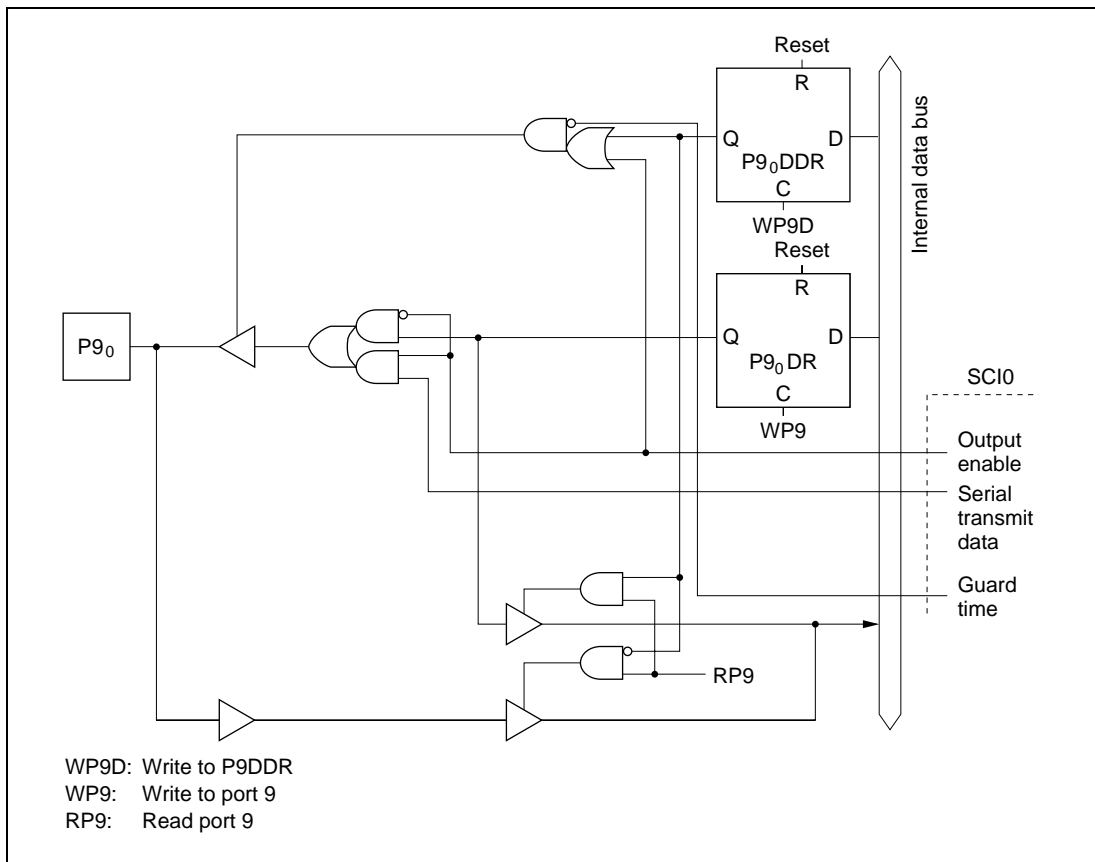 Reset
R
Q
D
P9₀DDR
C
WP9D
Reset
R
Q
D
P9₀DR
C
WP9
Internal data bus
P9₀
SCI0
Output
enable
Serial
transmit
data
Guard
time
RP9
WP9D: Write to P9DDR
WP9: Write to port 9
RP9: Read port 9